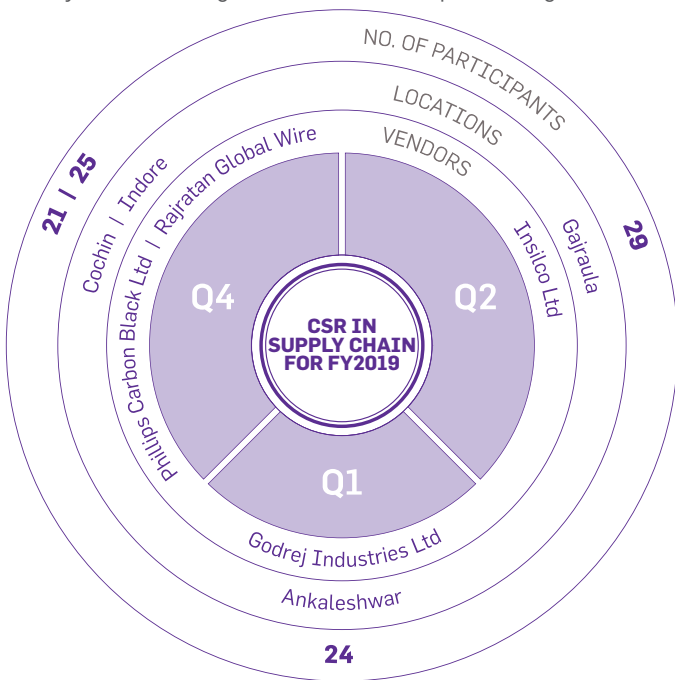 NO. OF PARTICIPANTS
LOCATIONS
VENDORS
21 | 25
Cochin | Indore
Phillips Carbon Black Ltd | Rajratan Global Wire
Q4
Q2
Insilco Ltd
Gajraula
29
CSR IN
SUPPLY CHAIN
FOR FY2019
Q1
Godrej Industries Ltd
Ankaleshwar
24